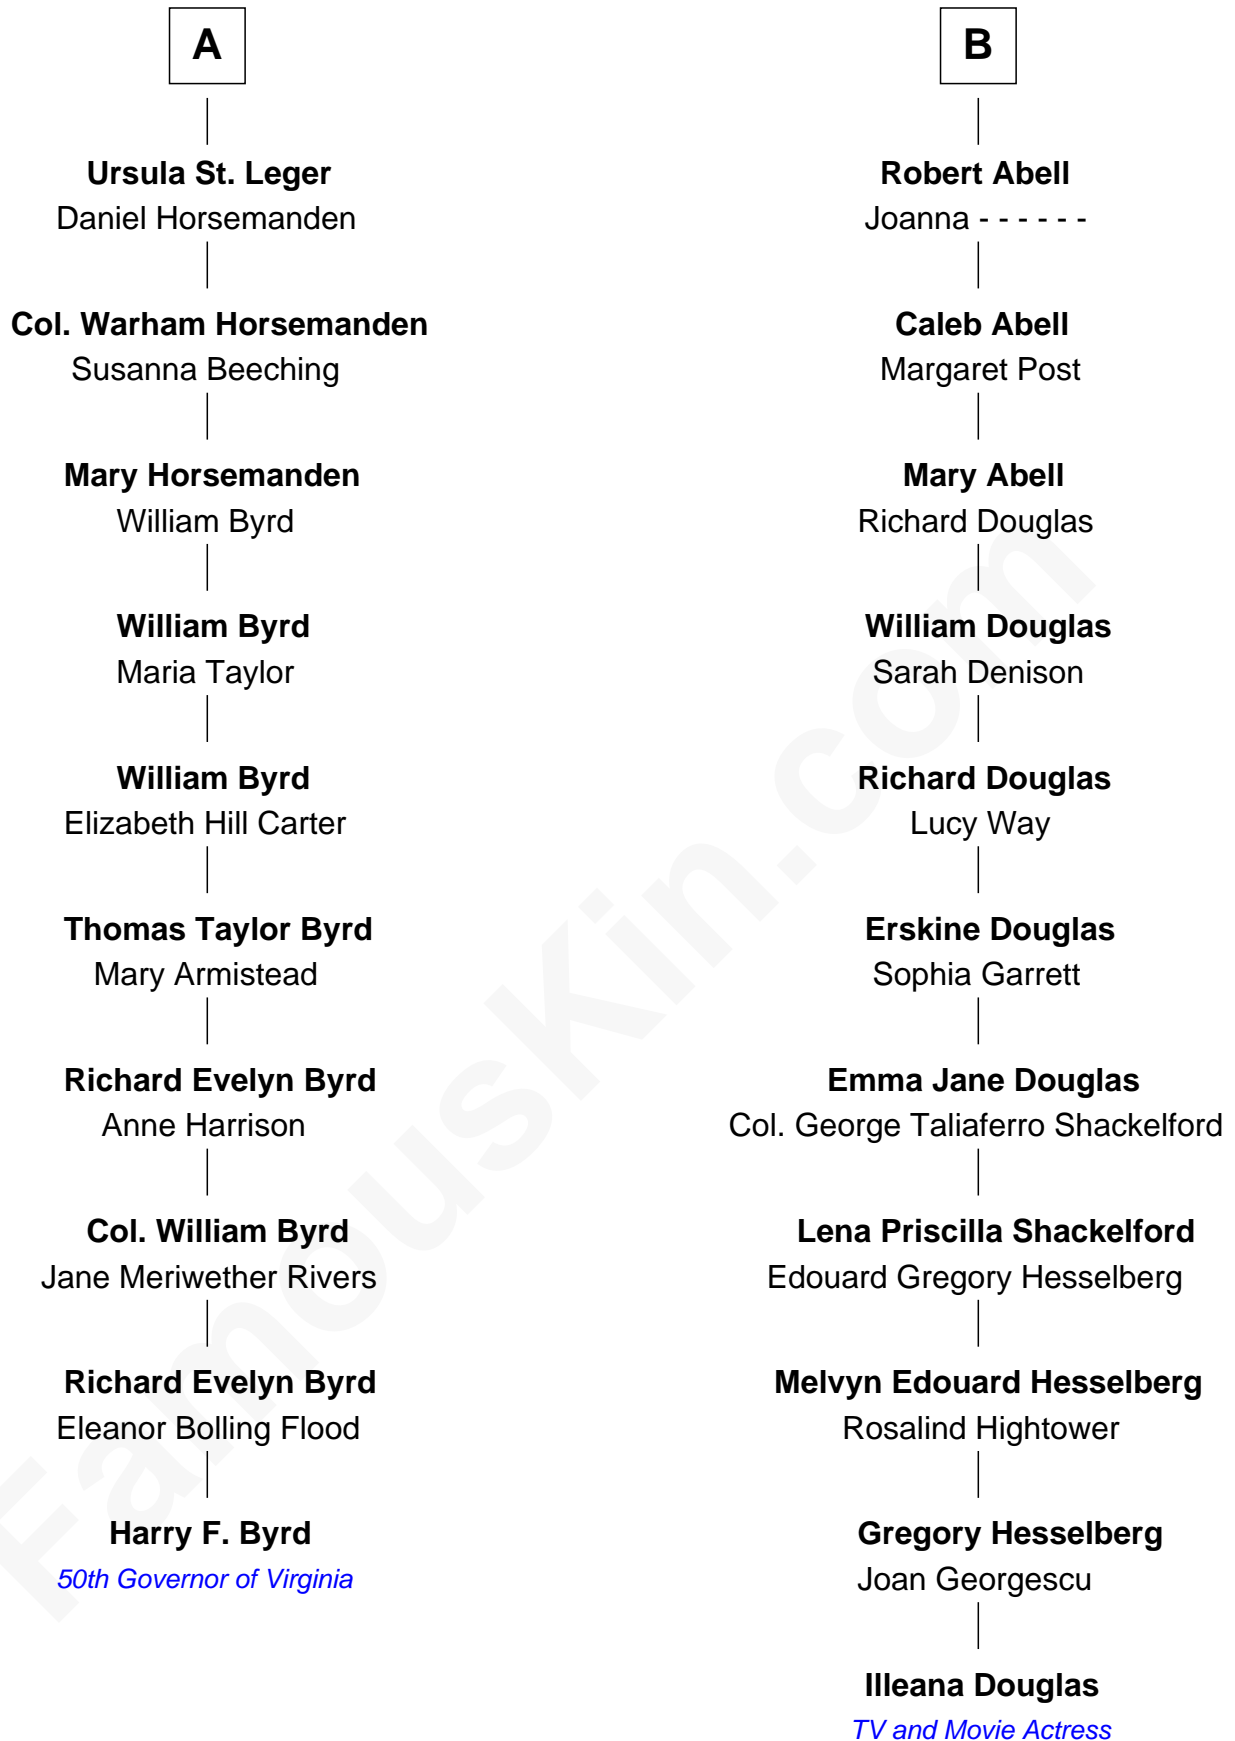 A
Ursula St. Leger
Daniel Horsemanden
Col. Warham Horsemanden
Susanna Beeching
Mary Horsemanden
William Byrd
William Byrd
Maria Taylor
William Byrd
Elizabeth Hill Carter
Thomas Taylor Byrd
Mary Armistead
Richard Evelyn Byrd
Anne Harrison
Col. William Byrd
Jane Meriwether Rivers
Richard Evelyn Byrd
Eleanor Bolling Flood
Harry F. Byrd
50th Governor of Virginia
B
Robert Abell
Joanna - - - - - -
Caleb Abell
Margaret Post
Mary Abell
Richard Douglas
William Douglas
Sarah Denison
Richard Douglas
Lucy Way
Erskine Douglas
Sophia Garrett
Emma Jane Douglas
Col. George Taliaferro Shackelford
Lena Priscilla Shackelford
Edouard Gregory Hesselberg
Melvyn Edouard Hesselberg
Rosalind Hightower
Gregory Hesselberg
Joan Georgescu
Illeana Douglas
TV and Movie Actress
FamousKin.com